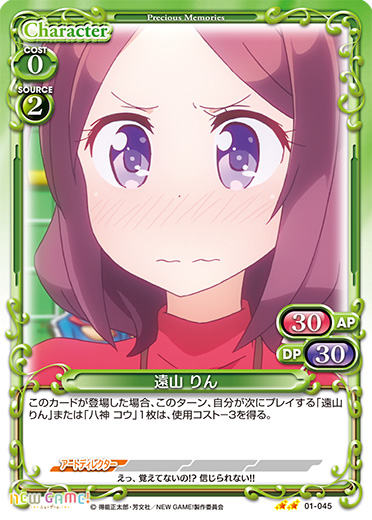 Precious Memories
Character
COST
0
SOURCE
2
30 AP
DP 30
遠山 りん
このカードが登場した場合、このターン、自分が次にプレイする「遠山
りん」または「八神 コウ」1枚は、使用コスト-3を得る。
アートディレクター
えっ、覚えてないの!? 信じられない!!
NEW GAME!
© 得能正太郎・芳文社／NEW GAME!製作委員会
01-045